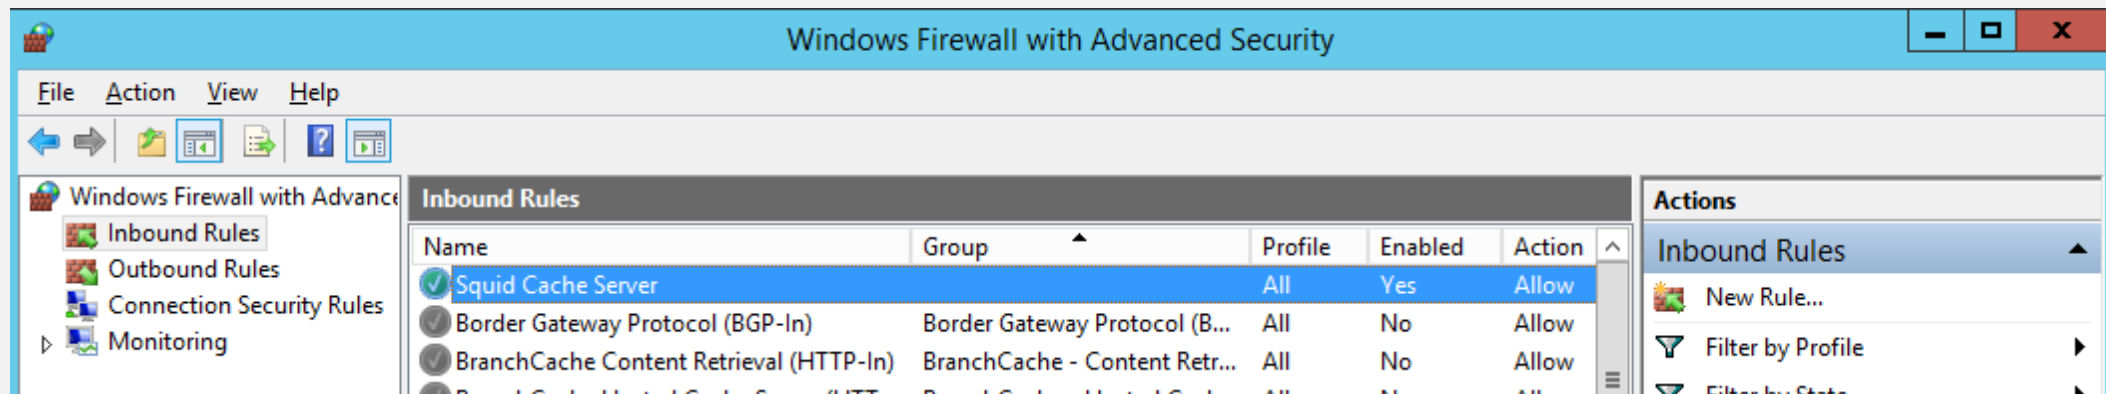 Windows Firewall with Advanced Security
File Action View Help
Windows Firewall with Advance
Inbound Rules
Outbound Rules
Connection Security Rules
Monitoring
Inbound Rules
Name Group Profile Enabled Action
Squid Cache Server All Yes Allow
Border Gateway Protocol (BGP-In) Border Gateway Protocol (B... All No Allow
BranchCache Content Retrieval (HTTP-In) BranchCache - Content Retr... All No Allow
Actions
Inbound Rules
New Rule...
Filter by Profile
Filter by State